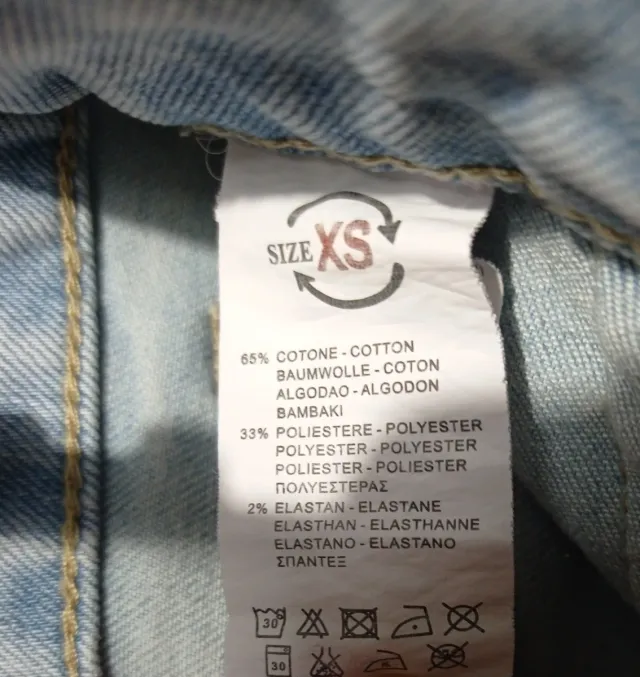 SIZE XS
65% COTONE - COTTON
BAUMWOLLE - COTON
ALGODAO - ALGODON
BAMBAKI
33% POLIESTERE - POLYESTER
POLYESTER - POLYESTER
POLIESTER - POLIESTER
ΠΟΛΥΕΣΤΕΡΑΣ
2% ELASTAN - ELASTANE
ELASTHAN - ELASTHANNE
ELASTANO - ELASTANO
ΣΠΑΝΤΕΞ
30°
30